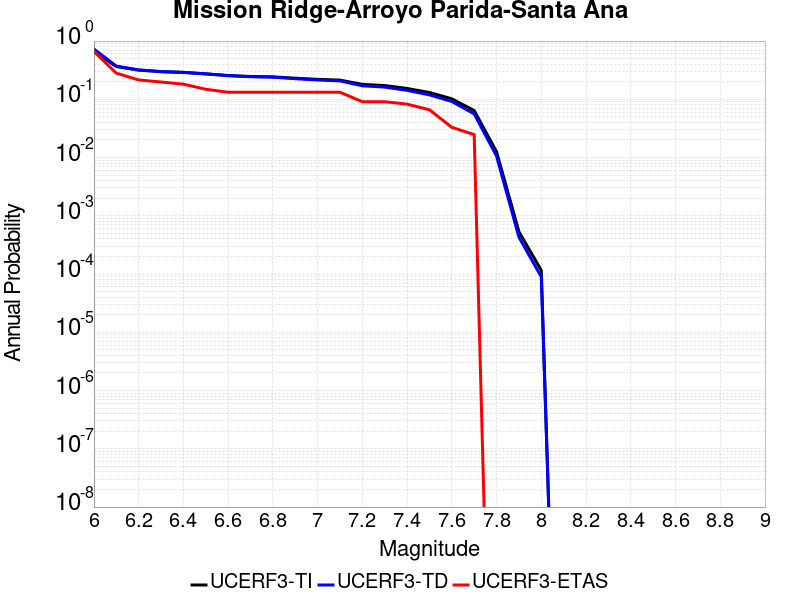 Mission Ridge-Arroyo Parida-Santa Ana
Annual Probability
10^0
10^-1
10^-2
10^-3
10^-4
10^-5
10^-6
10^-7
10^-8
6 6.2 6.4 6.6 6.8 7 7.2 7.4 7.6 7.8 8 8.2 8.4 8.6 8.8 9
Magnitude
UCERF3-TI UCERF3-TD UCERF3-ETAS